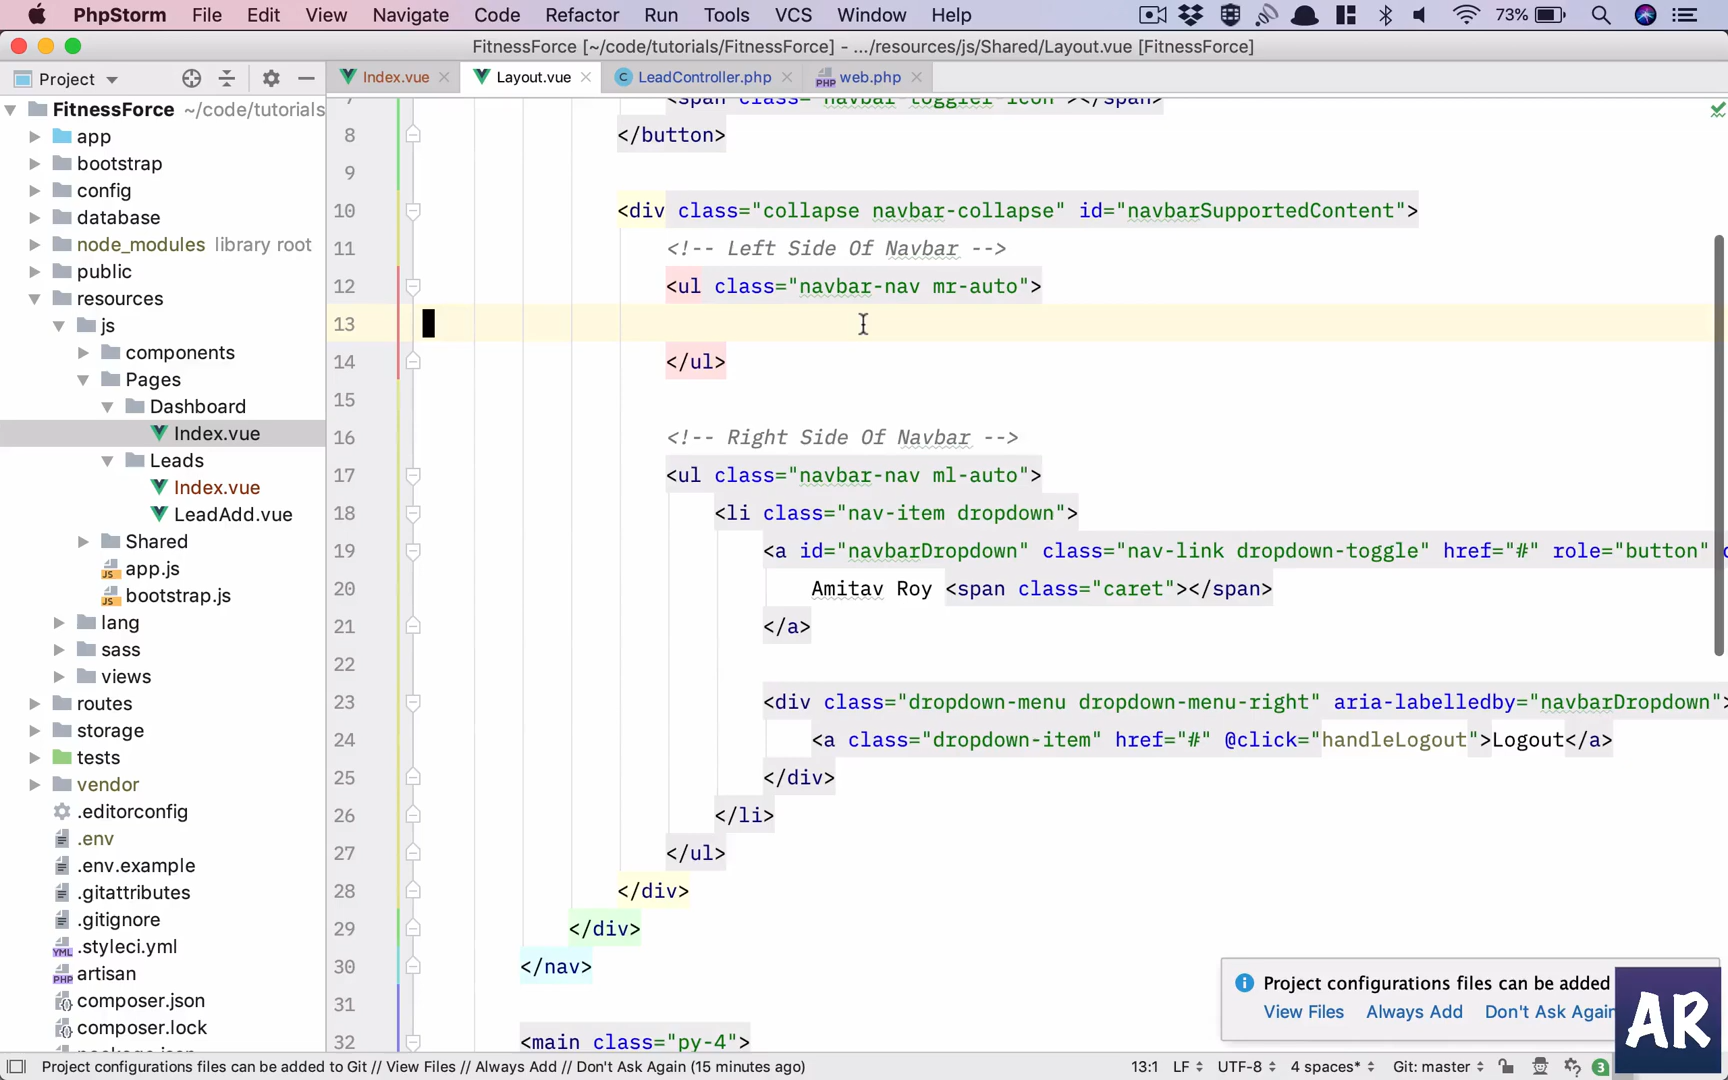 PhpStorm File Edit View Navigate Code Refactor Run Tools VCS Window Help 73%
FitnessForce [~/code/tutorials/FitnessForce] - .../resources/js/Shared/Layout.vue [FitnessForce]
Project Index.vue Layout.vue LeadController.php web.php
FitnessForce ~/code/tutorials
app
bootstrap
config
database
node_modules library root
public
resources
js
components
Pages
Dashboard
Index.vue
Leads
Index.vue
LeadAdd.vue
Shared
app.js
bootstrap.js
lang
sass
views
routes
storage
tests
vendor
.editorconfig
.env
.env.example
.gitattributes
.gitignore
.styleci.yml
artisan
composer.json
composer.lock
7 <span class="navbar-toggler-icon"></span>
8 </button>
9
10 <div class="collapse navbar-collapse" id="navbarSupportedContent">
11 <!-- Left Side Of Navbar -->
12 <ul class="navbar-nav mr-auto">
13
14 </ul>
15
16 <!-- Right Side Of Navbar -->
17 <ul class="navbar-nav ml-auto">
18 <li class="nav-item dropdown">
19 <a id="navbarDropdown" class="nav-link dropdown-toggle" href="#" role="button"
20 Amitav Roy <span class="caret"></span>
21 </a>
22
23 <div class="dropdown-menu dropdown-menu-right" aria-labelledby="navbarDropdown">
24 <a class="dropdown-item" href="#" @click="handleLogout">Logout</a>
25 </div>
26 </li>
27 </ul>
28 </div>
29 </div>
30 </nav>
31
32 <main class="py-4">
Project configurations files can be added
View Files Always Add Don't Ask Again
AR
Project configurations files can be added to Git // View Files // Always Add // Don't Ask Again (15 minutes ago) 13:1 LF UTF-8 4 spaces* Git: master 3